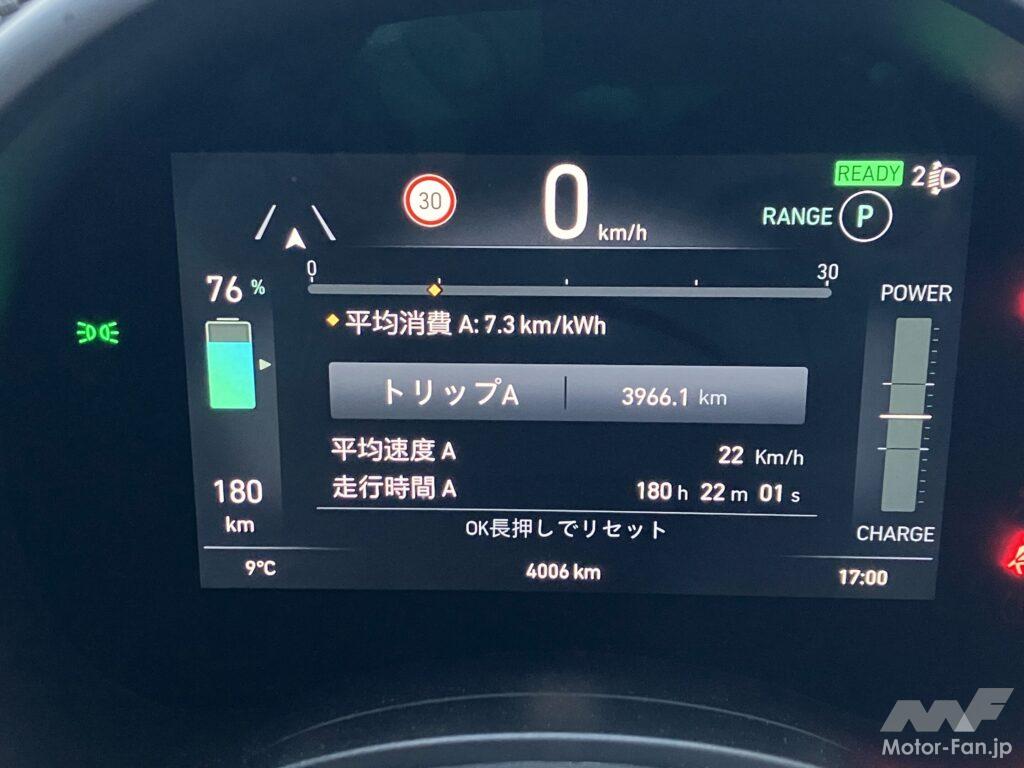 READY 2
30
0 km/h
RANGE P
0 30
76 %
POWER
平均消費 A: 7.3 km/kWh
トリップA 3966.1 km
平均速度 A 22 Km/h
走行時間 A 180 h 22 m 01 s
180
km
OK長押しでリセット
CHARGE
9°C 4006 km 17:00
MF
Motor-Fan.jp